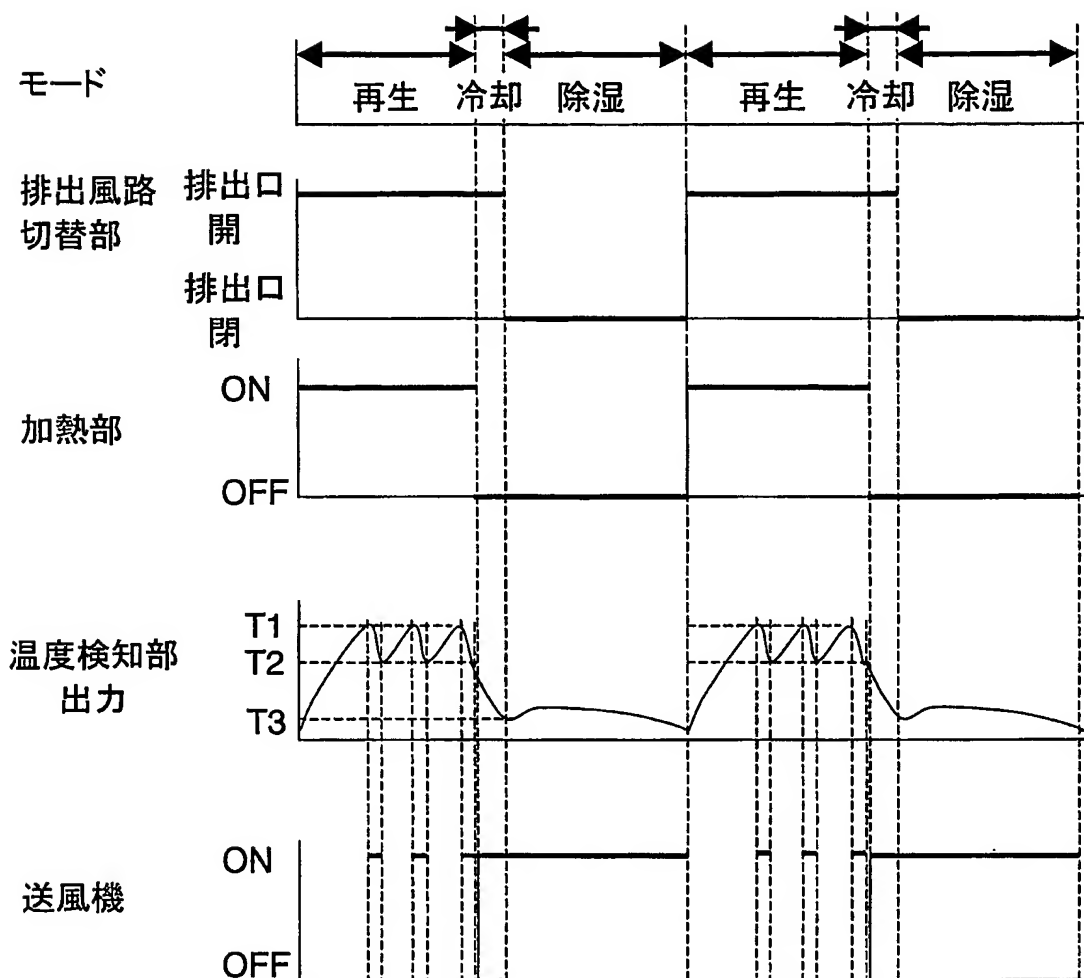 モード
再生 冷却 除湿 再生 冷却 除湿
排出風路
切替部
排出口
開
排出口
閉
加熱部
ON
OFF
温度検知部
出力
T1
T2
T3
送風機
ON
OFF